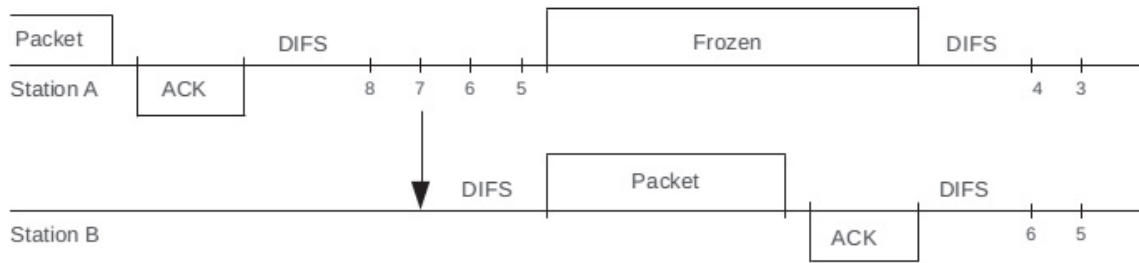 Packet DIFS Frozen DIFS
Station A ACK 8 7 6 5 4 3
DIFS Packet DIFS
Station B ACK 6 5